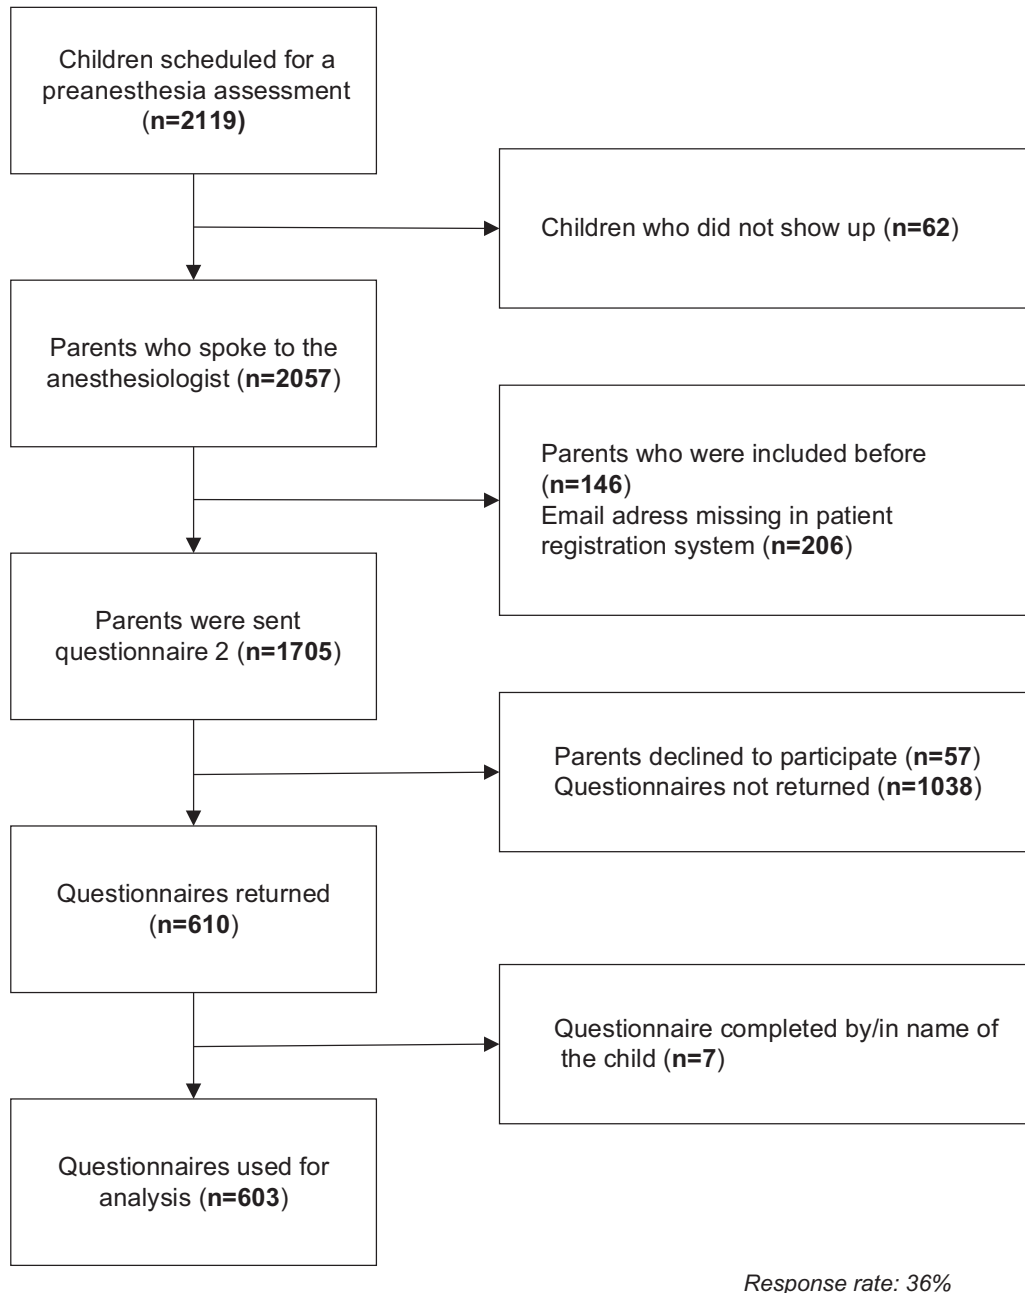 Children scheduled for a
preanesthesia assessment
(n=2119)
Children who did not show up (n=62)
Parents who spoke to the
anesthesiologist (n=2057)
Parents who were included before
(n=146)
Email adress missing in patient
registration system (n=206)
Parents were sent
questionnaire 2 (n=1705)
Parents declined to participate (n=57)
Questionnaires not returned (n=1038)
Questionnaires returned
(n=610)
Questionnaire completed by/in name of
the child (n=7)
Questionnaires used for
analysis (n=603)
Response rate: 36%